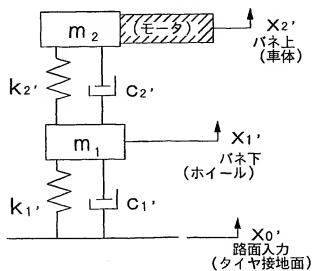 m2 (モータ) X2'
バネ上
(車体)
k2' c2'
m1 X1'
バネ下
(ホイール)
k1' c1'
X0'
路面入力
(タイヤ接地面)